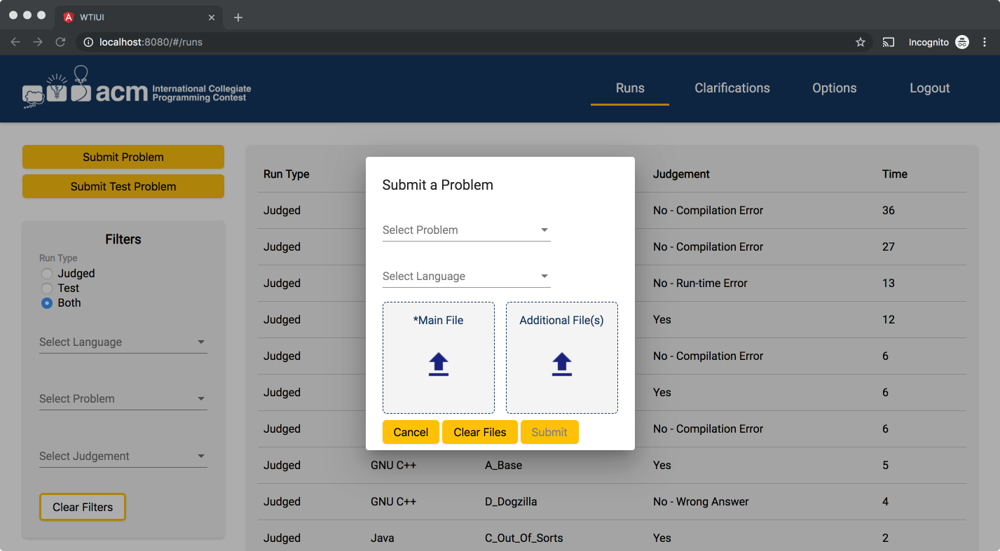 WTIUI
localhost:8080/#/runs
Incognito
acm International Collegiate
Programming Contest
Runs Clarifications Options Logout
Submit Problem
Submit Test Problem
Filters
Run Type
Judged
Test
Both
Select Language
Select Problem
Select Judgement
Clear Filters
Run Type Judgement Time
Judged No - Compilation Error 36
Judged No - Compilation Error 27
Judged No - Run-time Error 13
Judged Yes 12
Judged No - Compilation Error 6
Judged Yes 6
Judged No - Compilation Error 6
Judged GNU C++ A_Base Yes 5
Judged GNU C++ D_Dogzilla No - Wrong Answer 4
Judged Java C_Out_Of_Sorts Yes 2
Submit a Problem
Select Problem
Select Language
*Main File Additional File(s)
Cancel Clear Files Submit